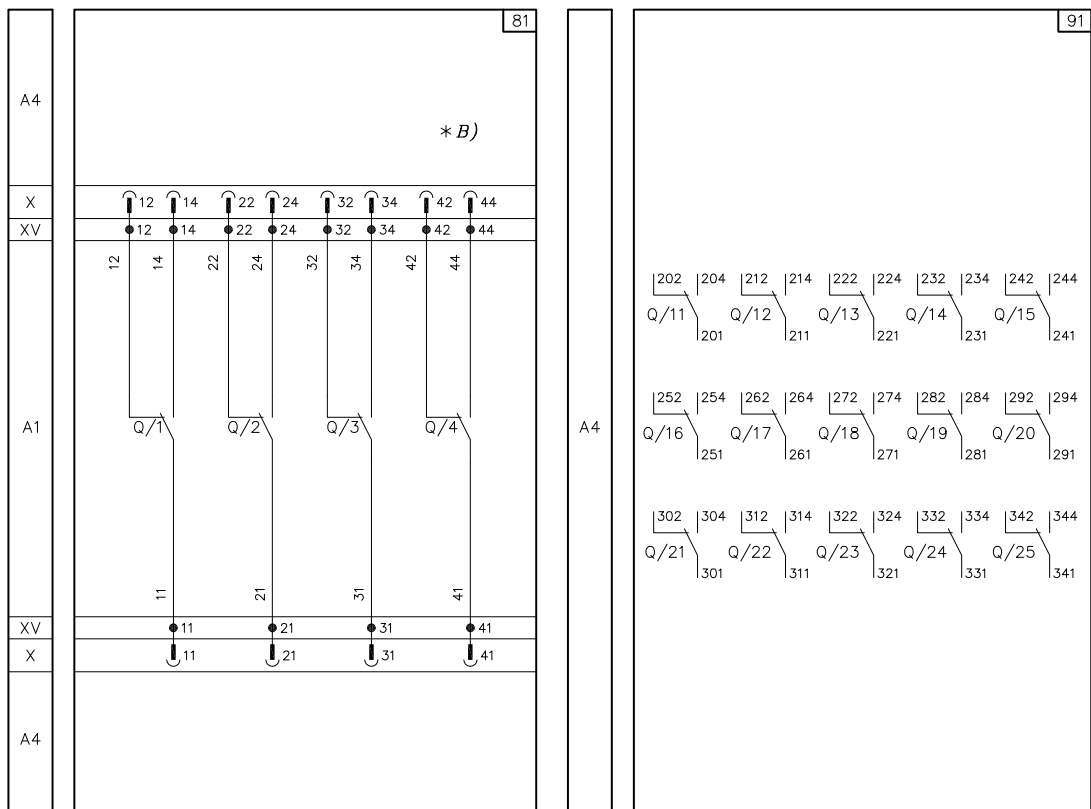 81
91
A4
* B)
X
12 14 22 24 32 34 42 44
XV
12 14 22 24 32 34 42 44
12 14 22 24 32 34 42 44
A1
Q/1 Q/2 Q/3 Q/4
11 21 31 41
XV
11 21 31 41
X
11 21 31 41
A4
A4
202 204 212 214 222 224 232 234 242 244
Q/11 Q/12 Q/13 Q/14 Q/15
201 211 221 231 241
252 254 262 264 272 274 282 284 292 294
Q/16 Q/17 Q/18 Q/19 Q/20
251 261 271 281 291
302 304 312 314 322 324 332 334 342 344
Q/21 Q/22 Q/23 Q/24 Q/25
301 311 321 331 341